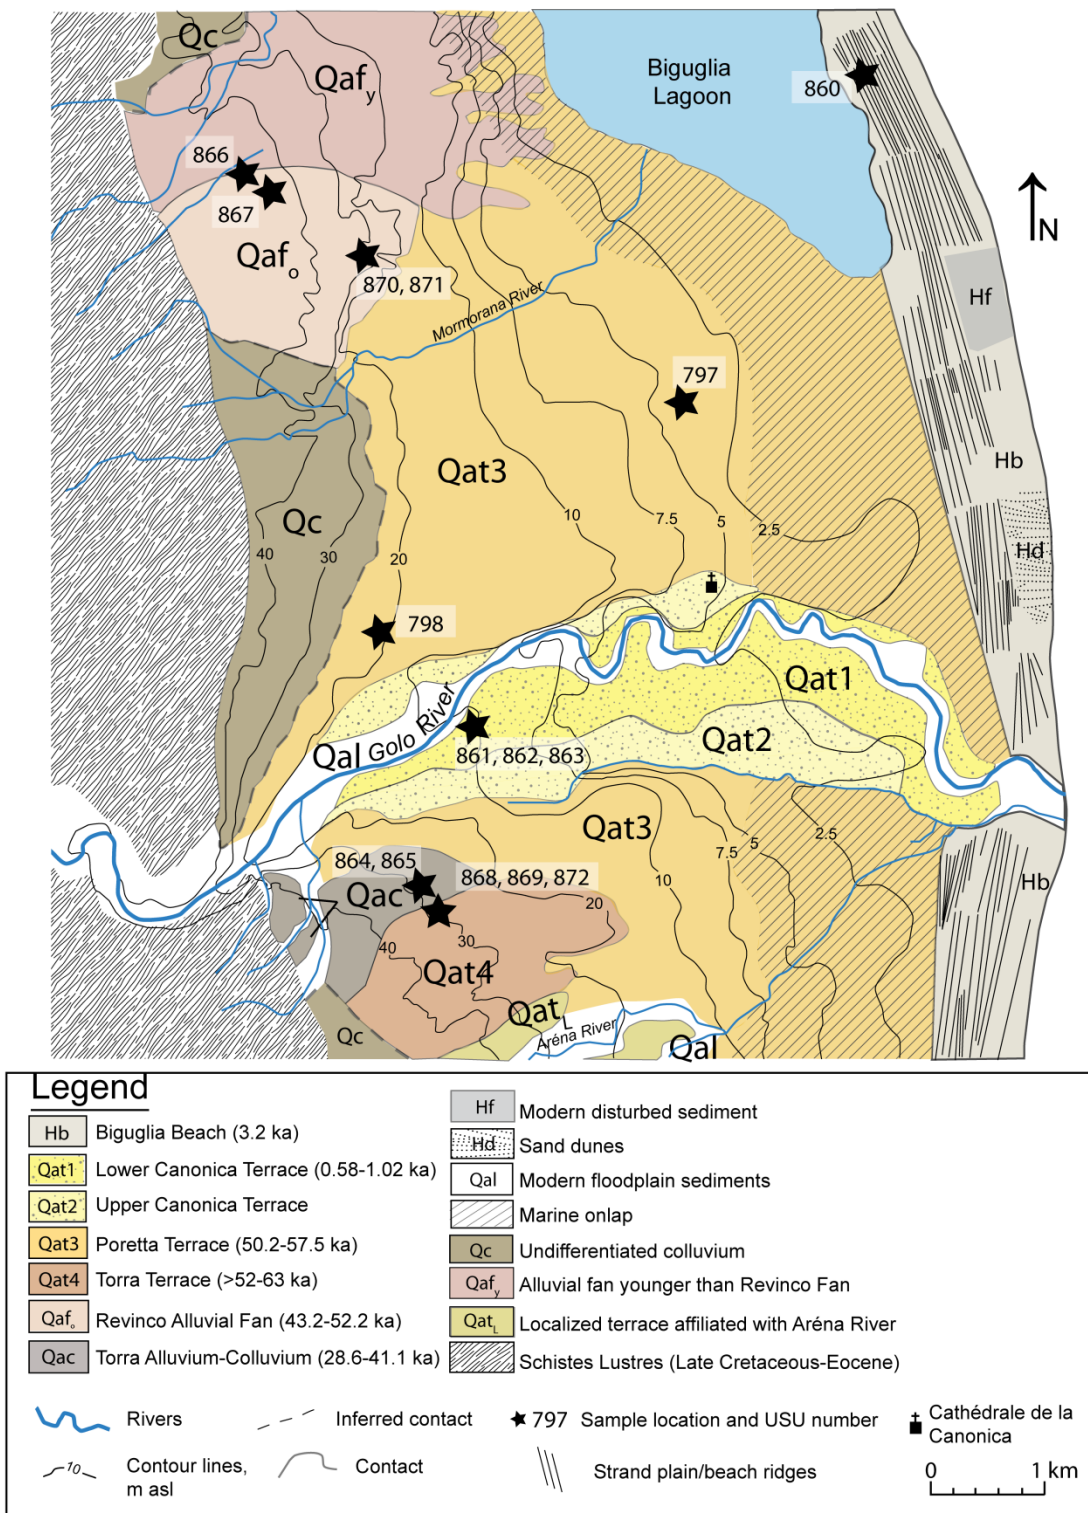 Qc
Qafy
Biguglia
Lagoon
860
866
867
Qafo
870, 871
Mormorana River
N
Hf
797
Qat3
Hb
Qc
40
30
20
10
7.5
5
2.5
Hd
798
Qat1
Qal
Golo River
Qat2
861, 862, 863
Qat3
864, 865
868, 869, 872
Qac
20
40
30
10
7.5
5
2.5
Hb
Qat4
QatL
Aréna River
Qc
Qal
Legend
Hb Biguglia Beach (3.2 ka)
Qat1 Lower Canonica Terrace (0.58-1.02 ka)
Qat2 Upper Canonica Terrace
Qat3 Poretta Terrace (50.2-57.5 ka)
Qat4 Torra Terrace (>52-63 ka)
Qafo Revinco Alluvial Fan (43.2-52.2 ka)
Qac Torra Alluvium-Colluvium (28.6-41.1 ka)
Hf Modern disturbed sediment
Hd Sand dunes
Qal Modern floodplain sediments
Marine onlap
Qc Undifferentiated colluvium
Qafy Alluvial fan younger than Revinco Fan
QatL Localized terrace affiliated with Aréna River
Schistes Lustres (Late Cretaceous-Eocene)
Rivers
Inferred contact
797 Sample location and USU number
Cathédrale de la
Canonica
10 Contour lines,
m asl
Contact
Strand plain/beach ridges
0 1 km